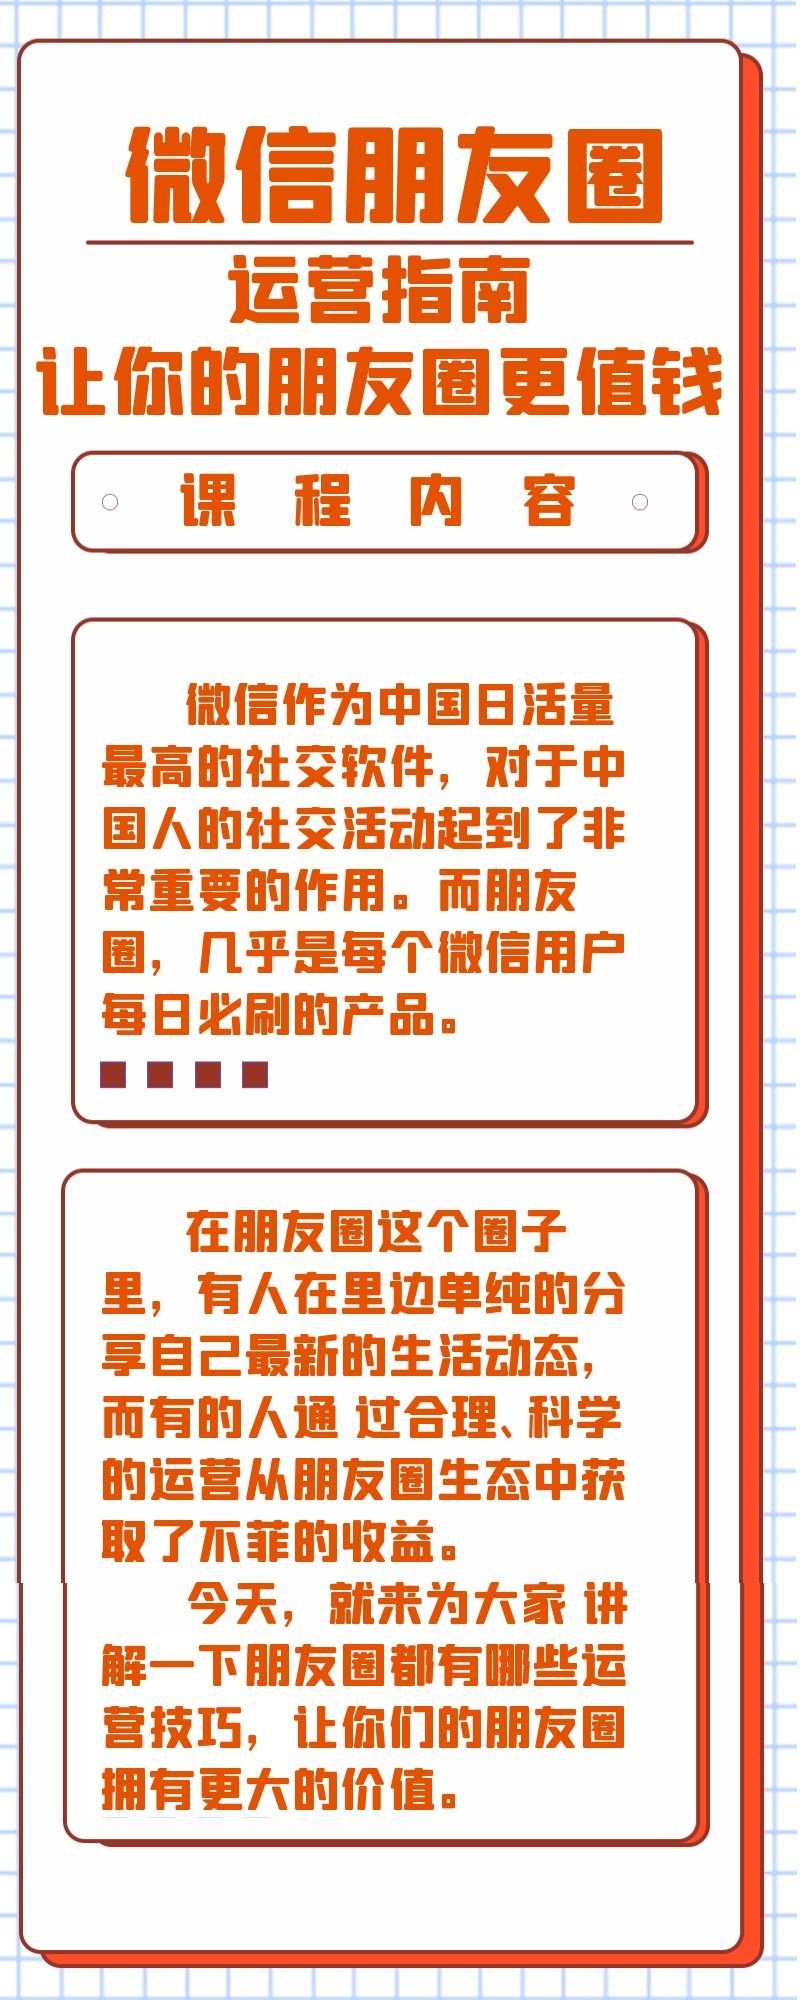 微信朋友圈
运营指南
让你的朋友圈更值钱
课程内容
微信作为中国日活量
最高的社交软件，对于中
国人的社交活动起到了非
常重要的作用。而朋友
圈，几乎是每个微信用户
每日必刷的产品。
在朋友圈这个圈子
里，有人在里边单纯的分
享自己最新的生活动态，
而有的人通 过合理、科学
的运营从朋友圈生态中获
取了不菲的收益。
今天，就来为大家 讲
解一下朋友圈都有哪些运
营技巧，让你们的朋友圈
拥有更大的价值。